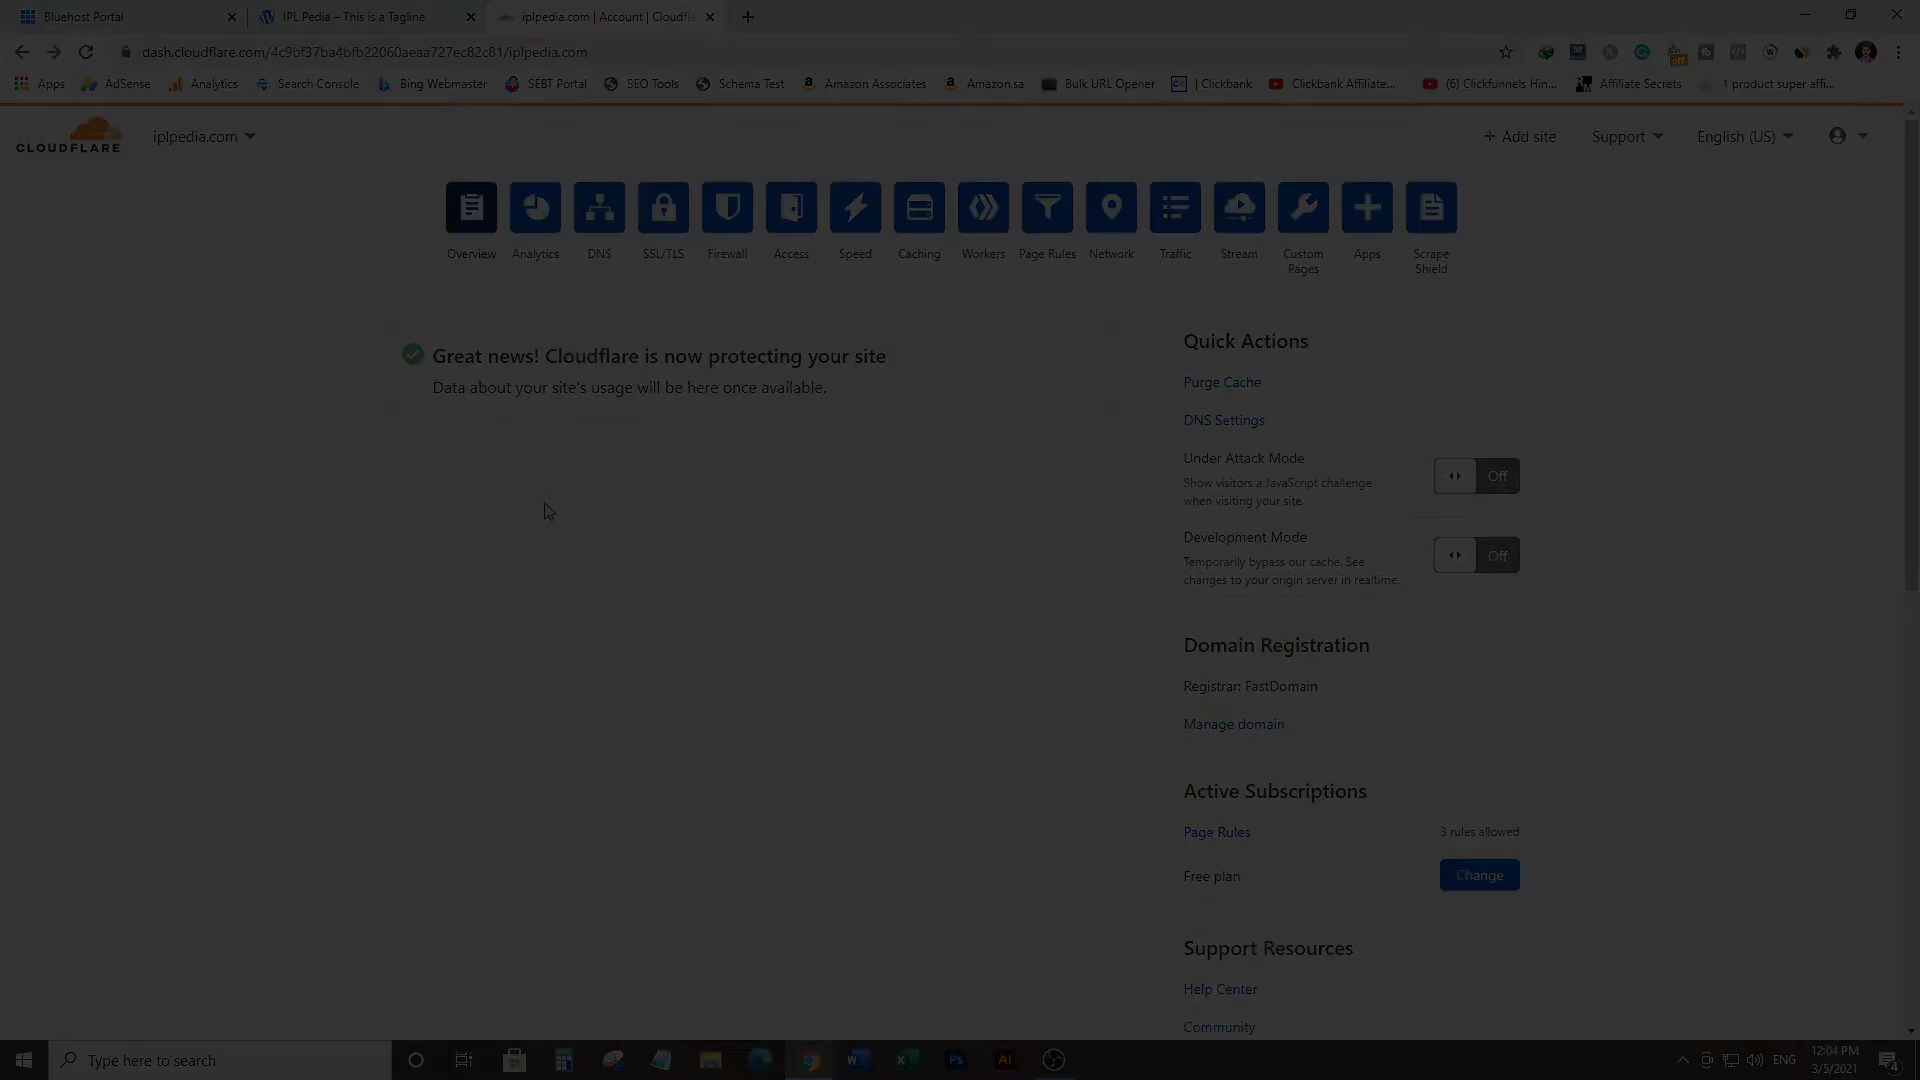 Bluehost Portal
IPL Pedia – This is a Tagline
iplpedia.com | Account | Cloudfla
dash.cloudflare.com/4c9bf37ba4bfb22060aeaa727ec82c81/iplpedia.com
off
Apps
AdSense
Analytics
Search Console
Bing Webmaster
SEBT Portal
SEO Tools
Schema Test
Amazon Associates
Amazon.sa
Bulk URL Opener
| Clickbank
Clickbank Affiliate...
(6) Clickfunnels Hin...
Affiliate Secrets
1 product super affi...
CLOUDFLARE
iplpedia.com
+ Add site
Support
English (US)
Overview
Analytics
DNS
SSL/TLS
Firewall
Access
Speed
Caching
Workers
Page Rules
Network
Traffic
Stream
Custom
Pages
Apps
Scrape
Shield
Great news! Cloudflare is now protecting your site
Data about your site's usage will be here once available.
Quick Actions
Purge Cache
DNS Settings
Under Attack Mode
Show visitors a JavaScript challenge
when visiting your site.
Off
Development Mode
Temporarily bypass our cache. See
changes to your origin server in realtime.
Off
Domain Registration
Registrar: FastDomain
Manage domain
Active Subscriptions
Page Rules
3 rules allowed
Free plan
Change
Support Resources
Help Center
Community
Type here to search
Ps
Ai
ENG
12:04 PM
3/5/2021
4